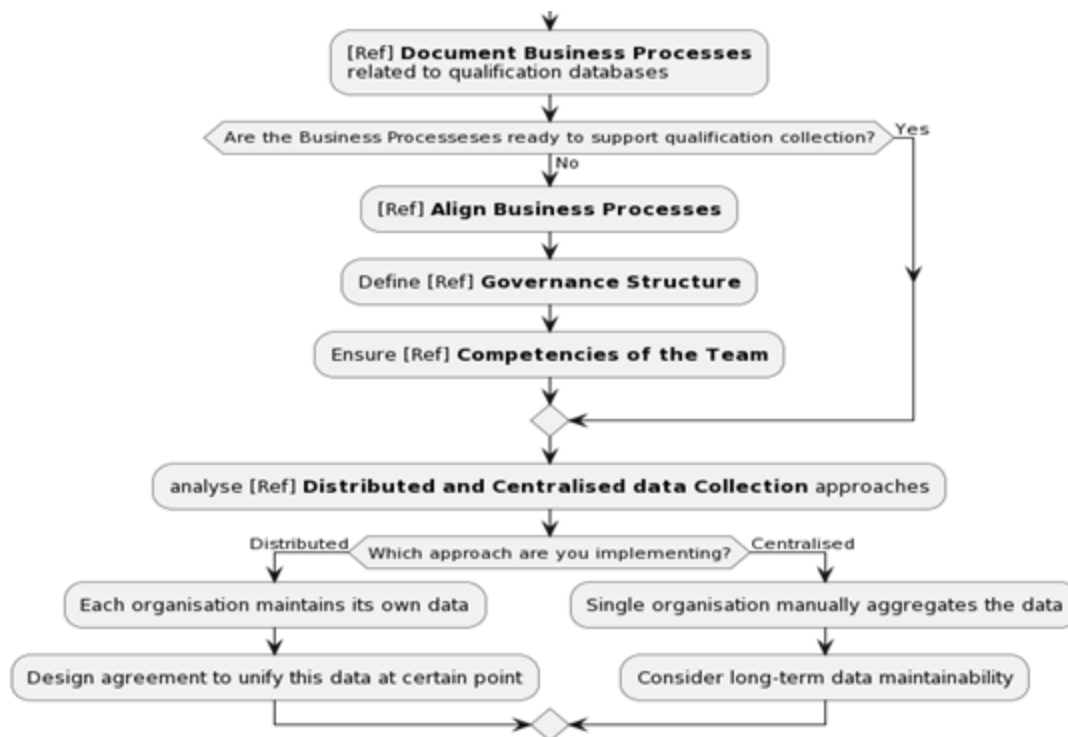 [Ref] Document Business Processes
related to qualification databases
Are the Business Processeses ready to support qualification collection?
Yes
No
[Ref] Align Business Processes
Define [Ref] Governance Structure
Ensure [Ref] Competencies of the Team
analyse [Ref] Distributed and Centralised data Collection approaches
Distributed
Which approach are you implementing?
Centralised
Each organisation maintains its own data
Single organisation manually aggregates the data
Design agreement to unify this data at certain point
Consider long-term data maintainability